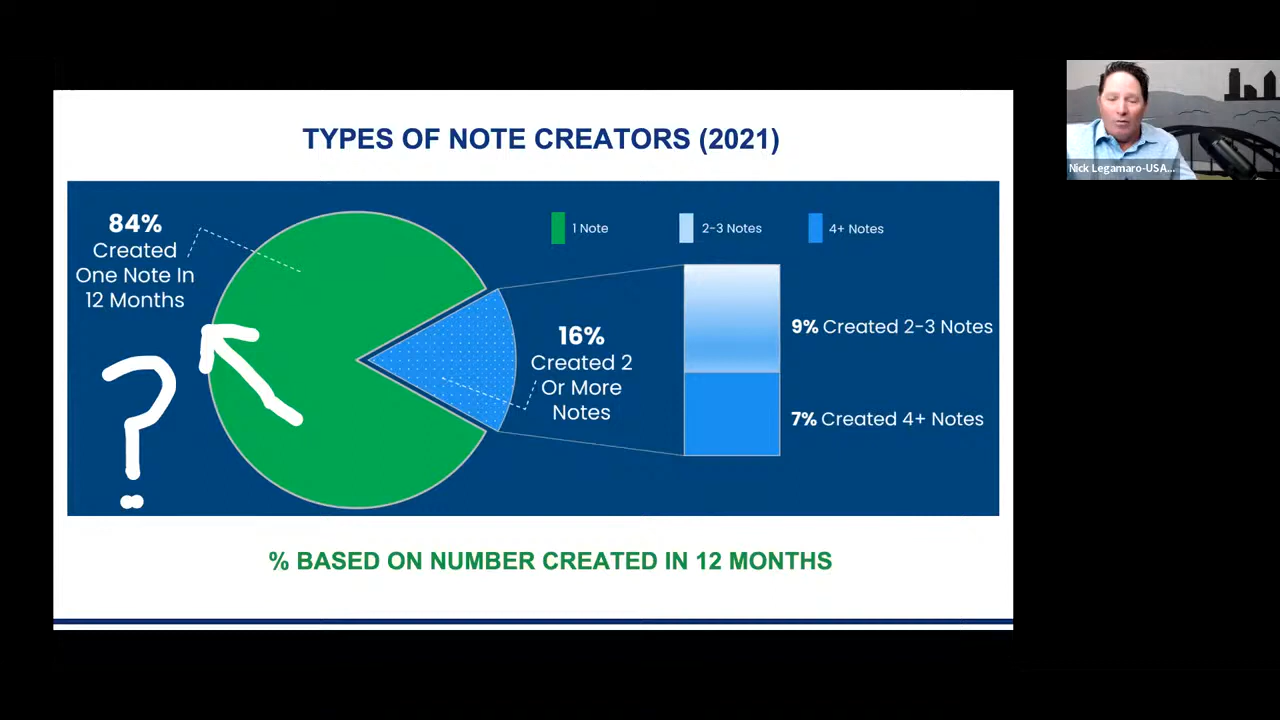 TYPES OF NOTE CREATORS (2021)
84%
Created
One Note In
12 Months
1 Note
2-3 Notes
4+ Notes
16%
Created 2
Or More
Notes
9% Created 2-3 Notes
7% Created 4+ Notes
?
% BASED ON NUMBER CREATED IN 12 MONTHS
Nick Legamaro-USA...